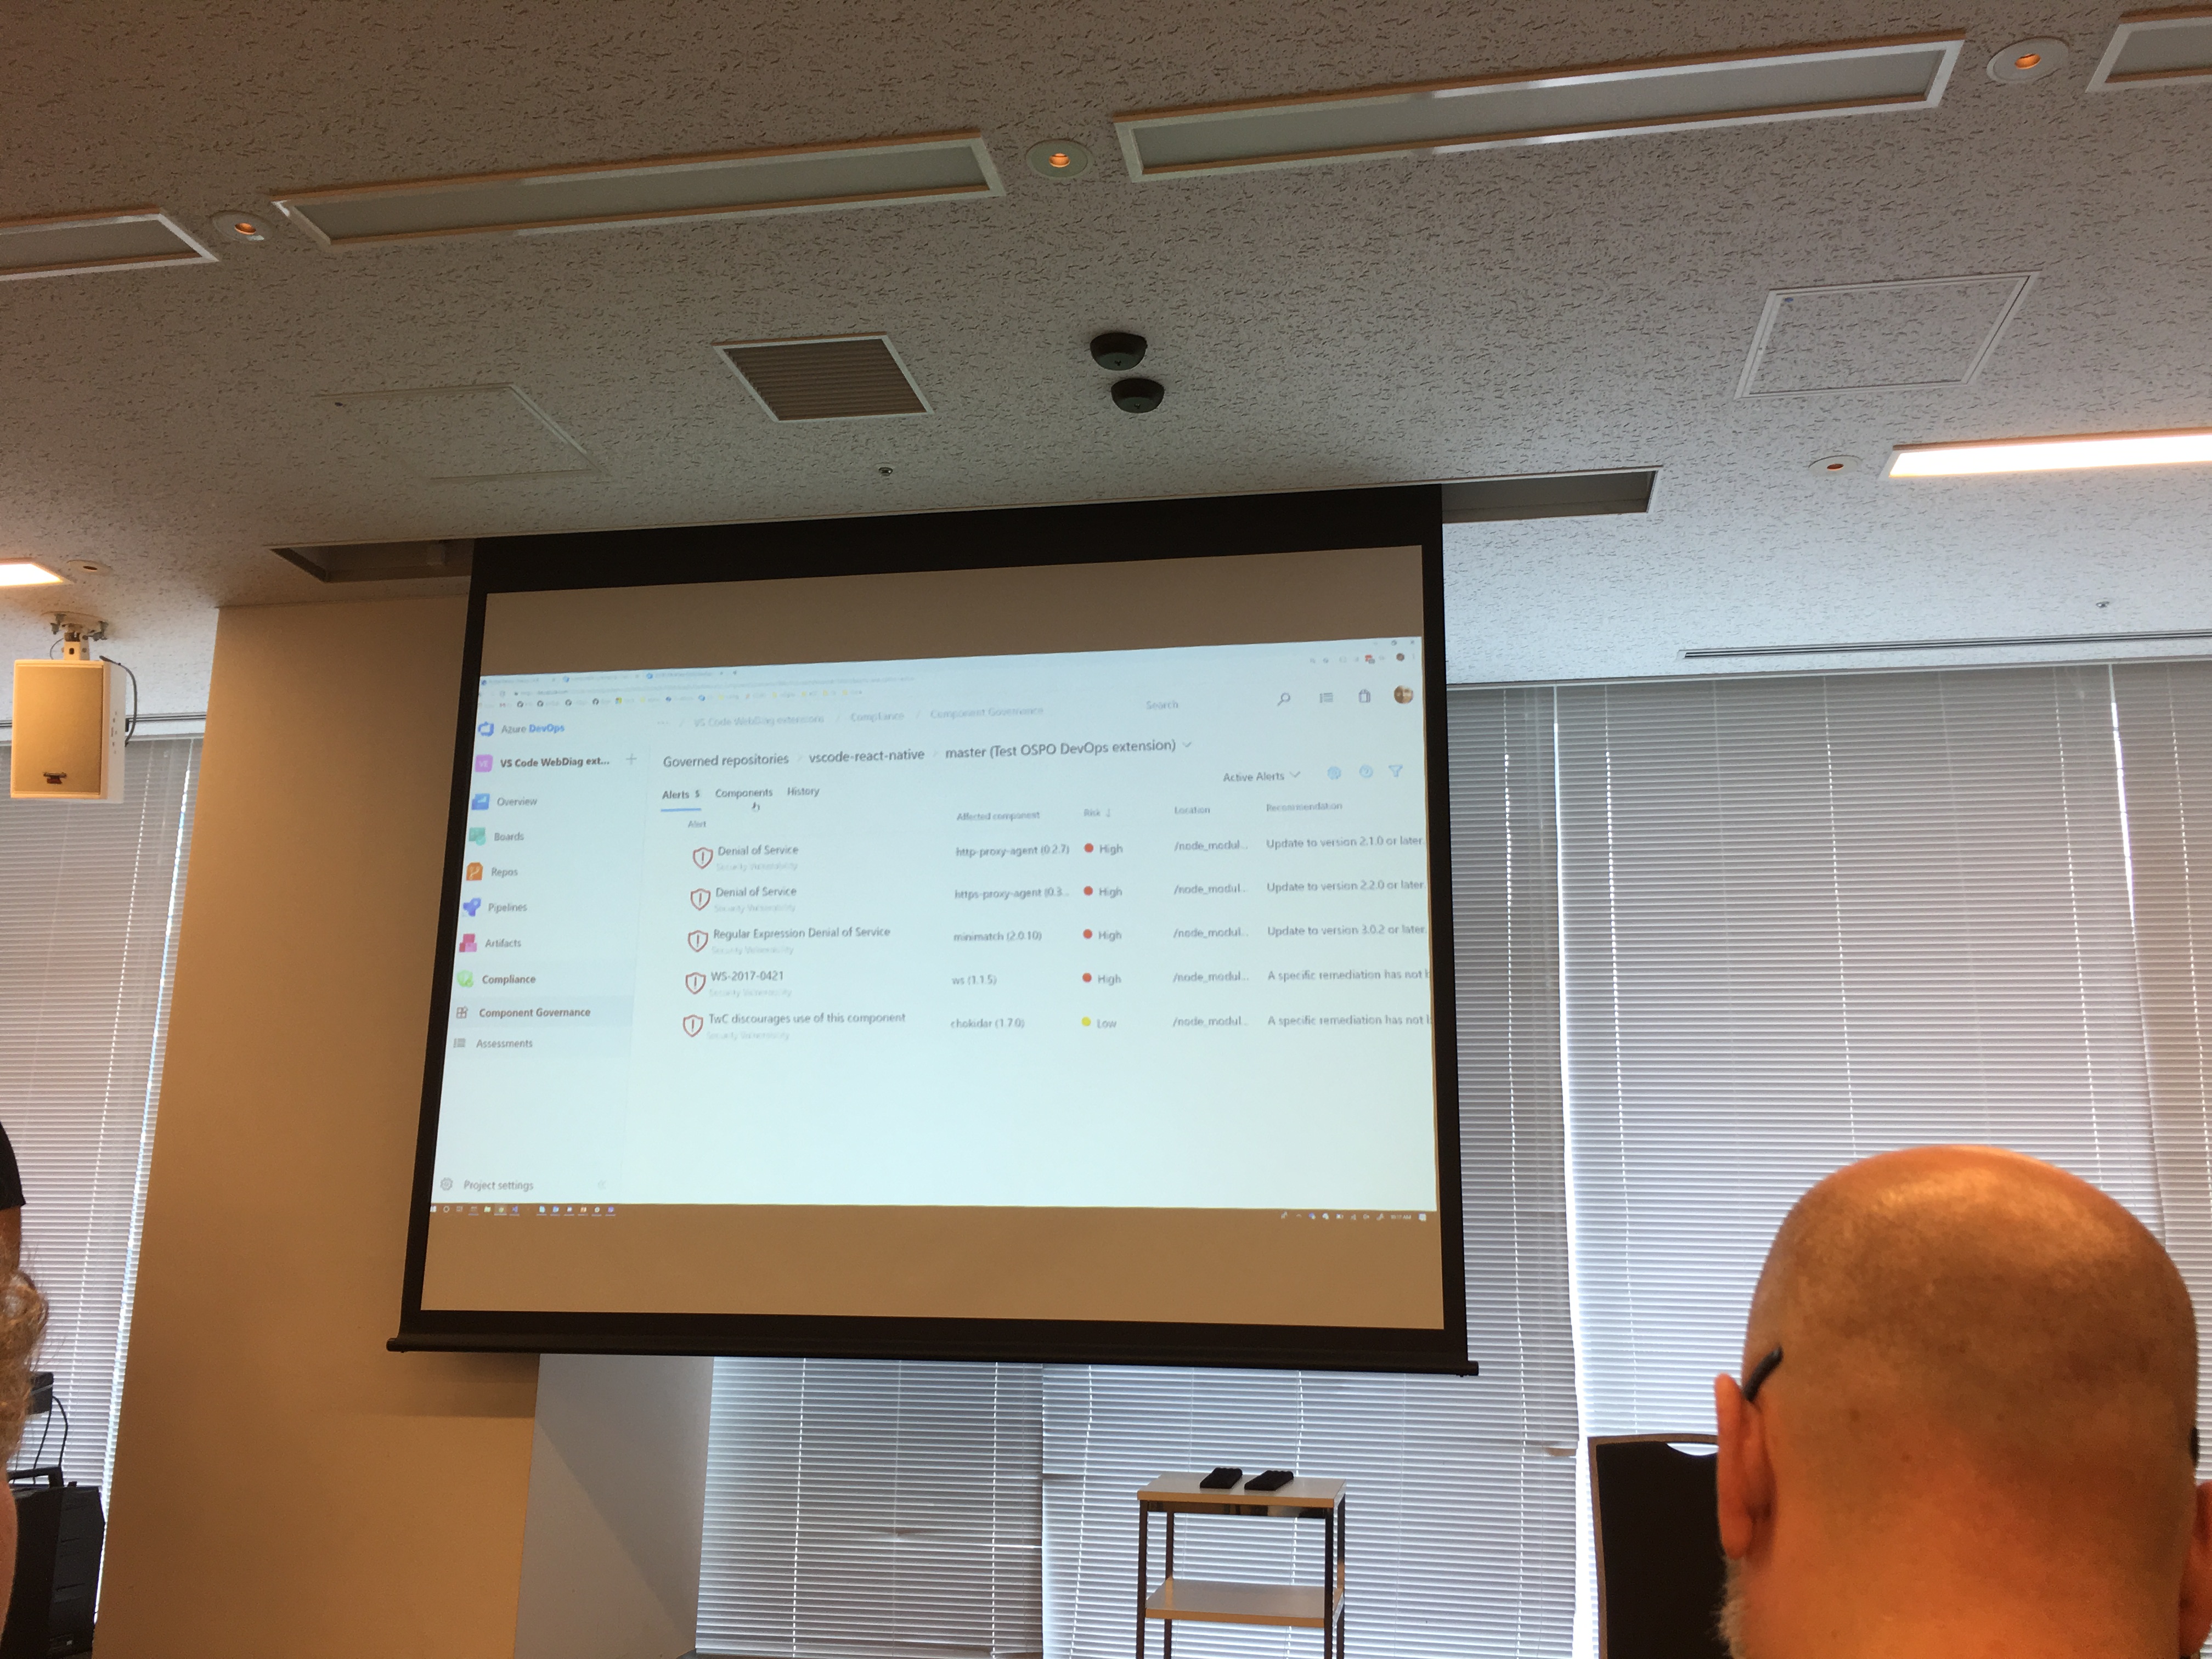 Azure DevOps
VS Code WebDiag extensions / Compliance / Component Governance
Search
VS Code WebDiag ext...
Governed repositories
vscode-react-native
master (Test OSPO DevOps extension)
Overview
Boards
Repos
Pipelines
Artifacts
Compliance
Component Governance
Assessments
Project settings
Active Alerts
Alerts 5
Components
History
Alert
Affected component
Risk ↓
Location
Recommendation
Denial of Service
Security Vulnerability
http-proxy-agent (0.2.7)
High
/node_modul...
Update to version 2.1.0 or later.
Denial of Service
Security Vulnerability
https-proxy-agent (0.3...
High
/node_modul...
Update to version 2.2.0 or later.
Regular Expression Denial of Service
Security Vulnerability
minimatch (2.0.10)
High
/node_modul...
Update to version 3.0.2 or later.
WS-2017-0421
Security Vulnerability
ws (1.1.5)
High
/node_modul...
A specific remediation has not
TwC discourages use of this component
Security Vulnerability
chokidar (1.7.0)
Low
/node_modul...
A specific remediation has not